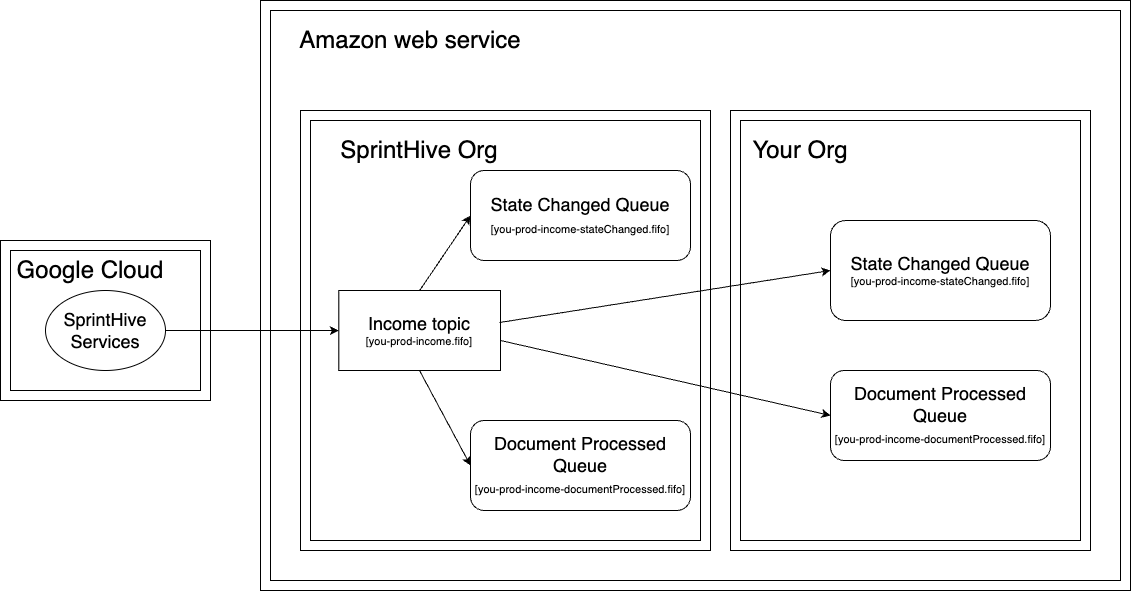 Amazon web service
SprintHive Org
Your Org
State Changed Queue
[you-prod-income-stateChanged.fifo]
State Changed Queue
[you-prod-income-stateChanged.fifo]
Google Cloud
SprintHive
Services
Income topic
[you-prod-income.fifo]
Document Processed
Queue
[you-prod-income-documentProcessed.fifo]
Document Processed
Queue
[you-prod-income-documentProcessed.fifo]